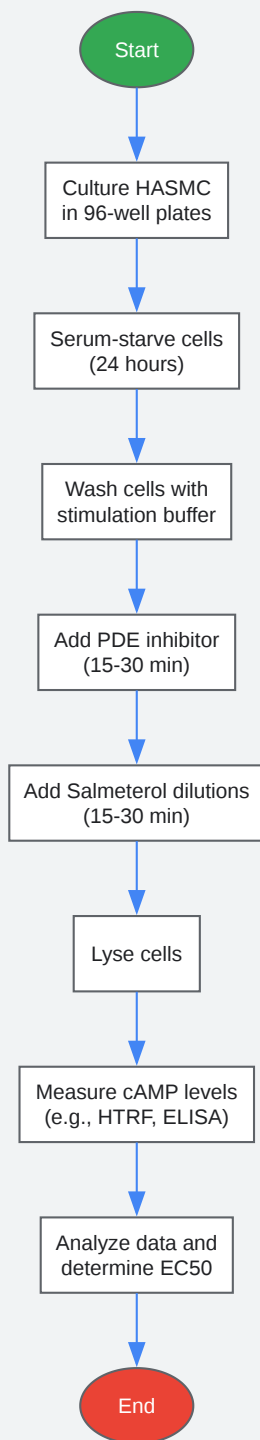 Start
Culture HASMC
in 96-well plates
Serum-starve cells
(24 hours)
Wash cells with
stimulation buffer
Add PDE inhibitor
(15-30 min)
Add Salmeterol dilutions
(15-30 min)
Lyse cells
Measure cAMP levels
(e.g., HTRF, ELISA)
Analyze data and
determine EC50
End